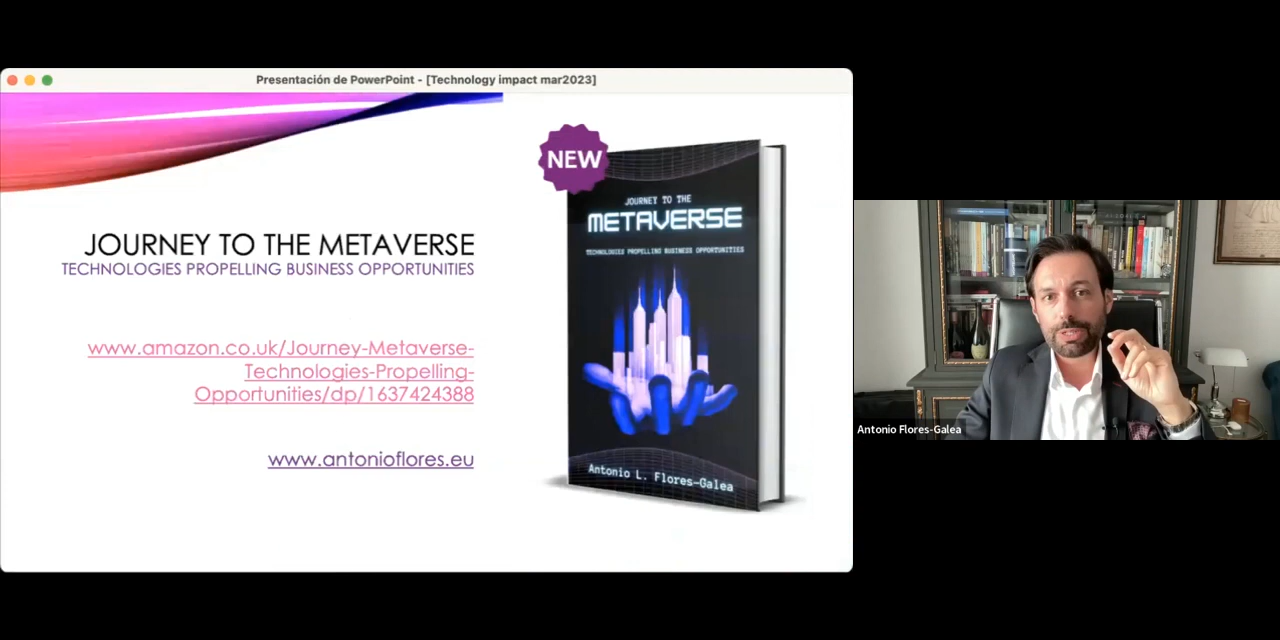 Presentación de PowerPoint - [Technology impact mar2023]
JOURNEY TO THE METAVERSE
TECHNOLOGIES PROPELLING BUSINESS OPPORTUNITIES
www.amazon.co.uk/Journey-Metaverse-
Technologies-Propelling-
Opportunities/dp/1637424388
www.antonioflores.eu
NEW
JOURNEY TO THE
METAVERSE
TECHNOLOGIES PROPELLING BUSINESS OPPORTUNITIES
Antonio L. Flores-Galea
Antonio Flores-Galea